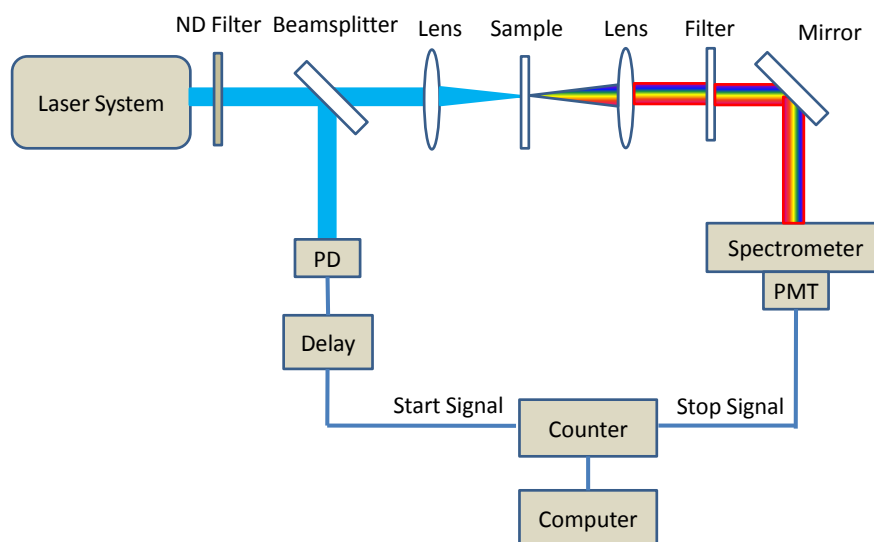 ND Filter
Beamsplitter
Lens
Sample
Lens
Filter
Mirror
Laser System
PD
Spectrometer
PMT
Delay
Start Signal
Stop Signal
Counter
Computer